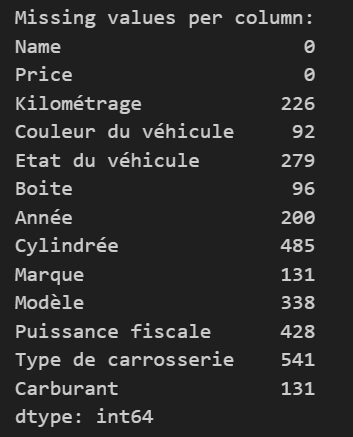 Missing values per column:
Name 0
Price 0
Kilométrage 226
Couleur du véhicule 92
Etat du véhicule 279
Boite 96
Année 200
Cylindrée 485
Marque 131
Modèle 338
Puissance fiscale 428
Type de carrosserie 541
Carburant 131
dtype: int64